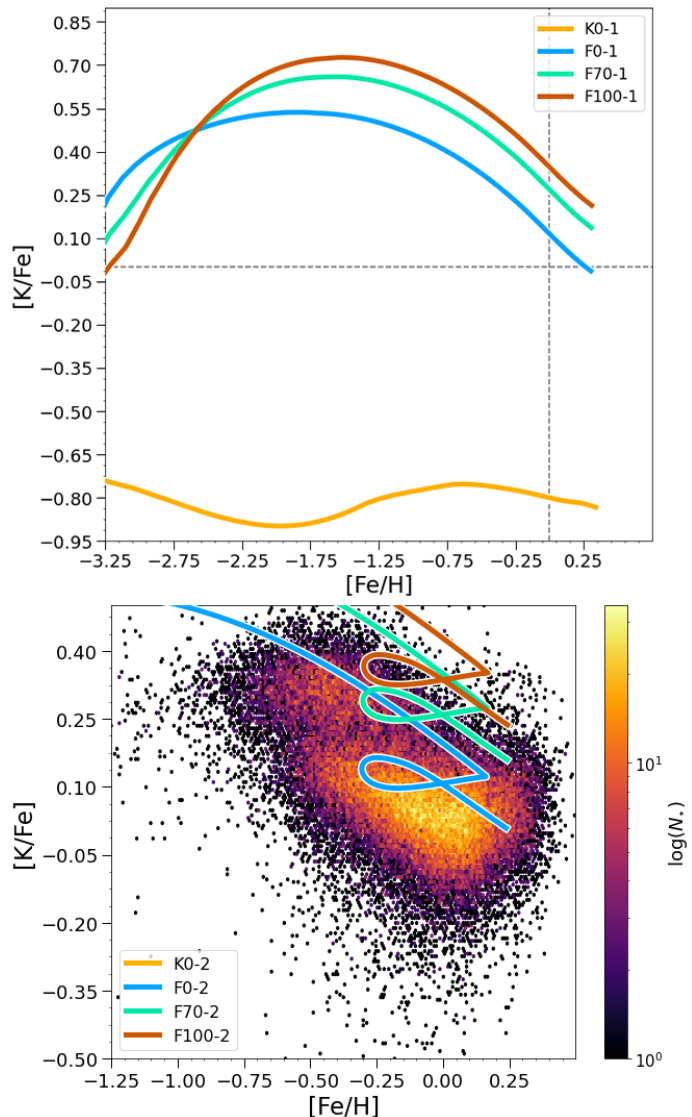 0.85
0.70
0.55
0.40
0.25
0.10
−0.05
−0.20
−0.35
−0.50
−0.65
−0.80
−0.95
[K/Fe]
K0-1
F0-1
F70-1
F100-1
−3.25 −2.75 −2.25 −1.75 −1.25 −0.75 −0.25 0.25
[Fe/H]
0.40
0.25
0.10
−0.05
−0.20
−0.35
−0.50
[K/Fe]
K0-2
F0-2
F70-2
F100-2
−1.25 −1.00 −0.75 −0.50 −0.25 0.00 0.25
[Fe/H]
10¹
10⁰
log(N⋆)